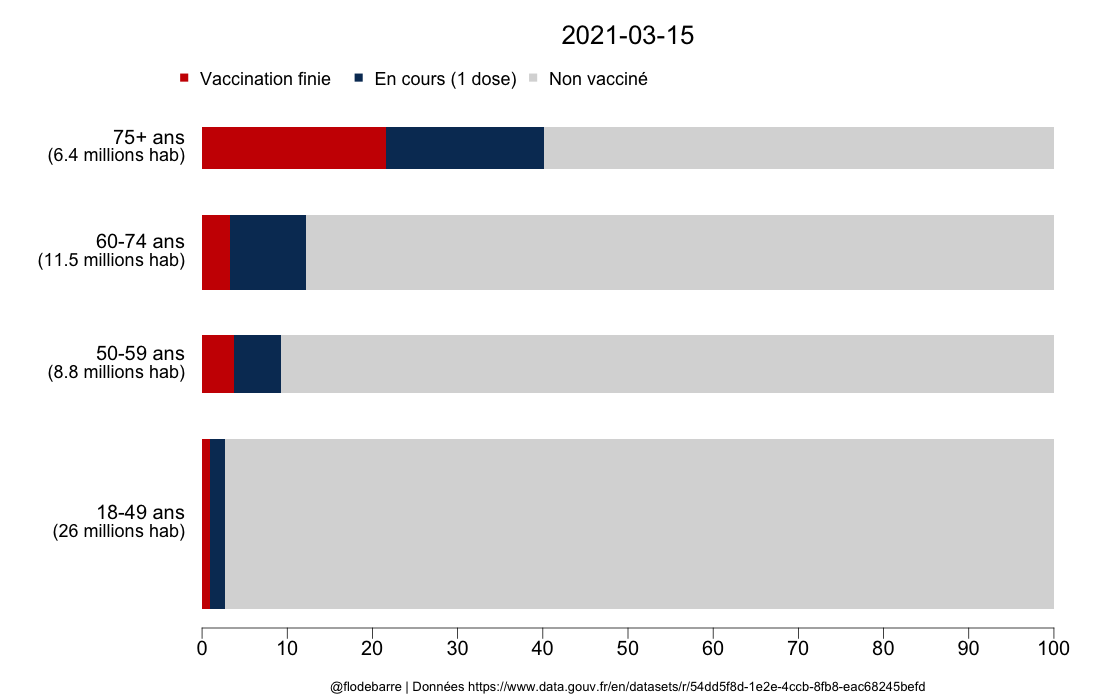 2021-03-15
Vaccination finie En cours (1 dose) Non vacciné
75+ ans
(6.4 millions hab)
60-74 ans
(11.5 millions hab)
50-59 ans
(8.8 millions hab)
18-49 ans
(26 millions hab)
0 10 20 30 40 50 60 70 80 90 100
@flodebarre | Données https://www.data.gouv.fr/en/datasets/r/54dd5f8d-1e2e-4ccb-8fb8-eac68245befd